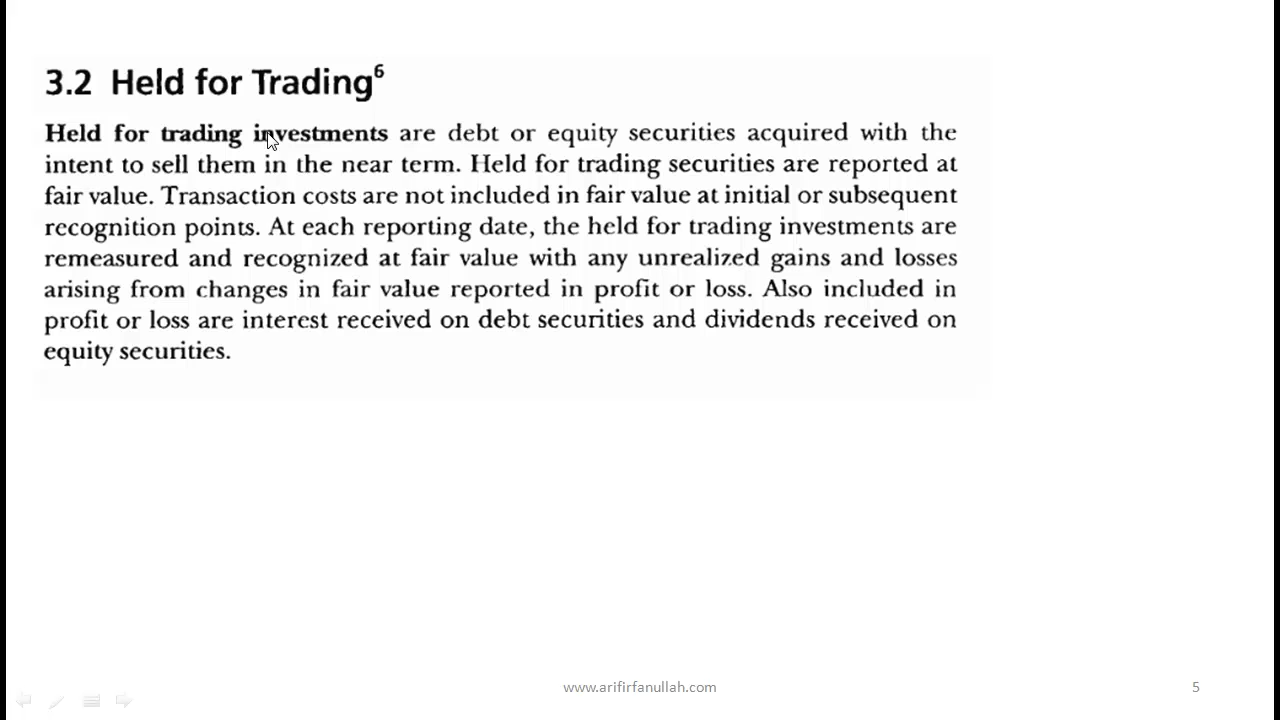 3.2 Held for Trading6
Held for trading investments are debt or equity securities acquired with the
intent to sell them in the near term. Held for trading securities are reported at
fair value. Transaction costs are not included in fair value at initial or subsequent
recognition points. At each reporting date, the held for trading investments are
remeasured and recognized at fair value with any unrealized gains and losses
arising from changes in fair value reported in profit or loss. Also included in
profit or loss are interest received on debt securities and dividends received on
equity securities.
www.arifirfanullah.com
5